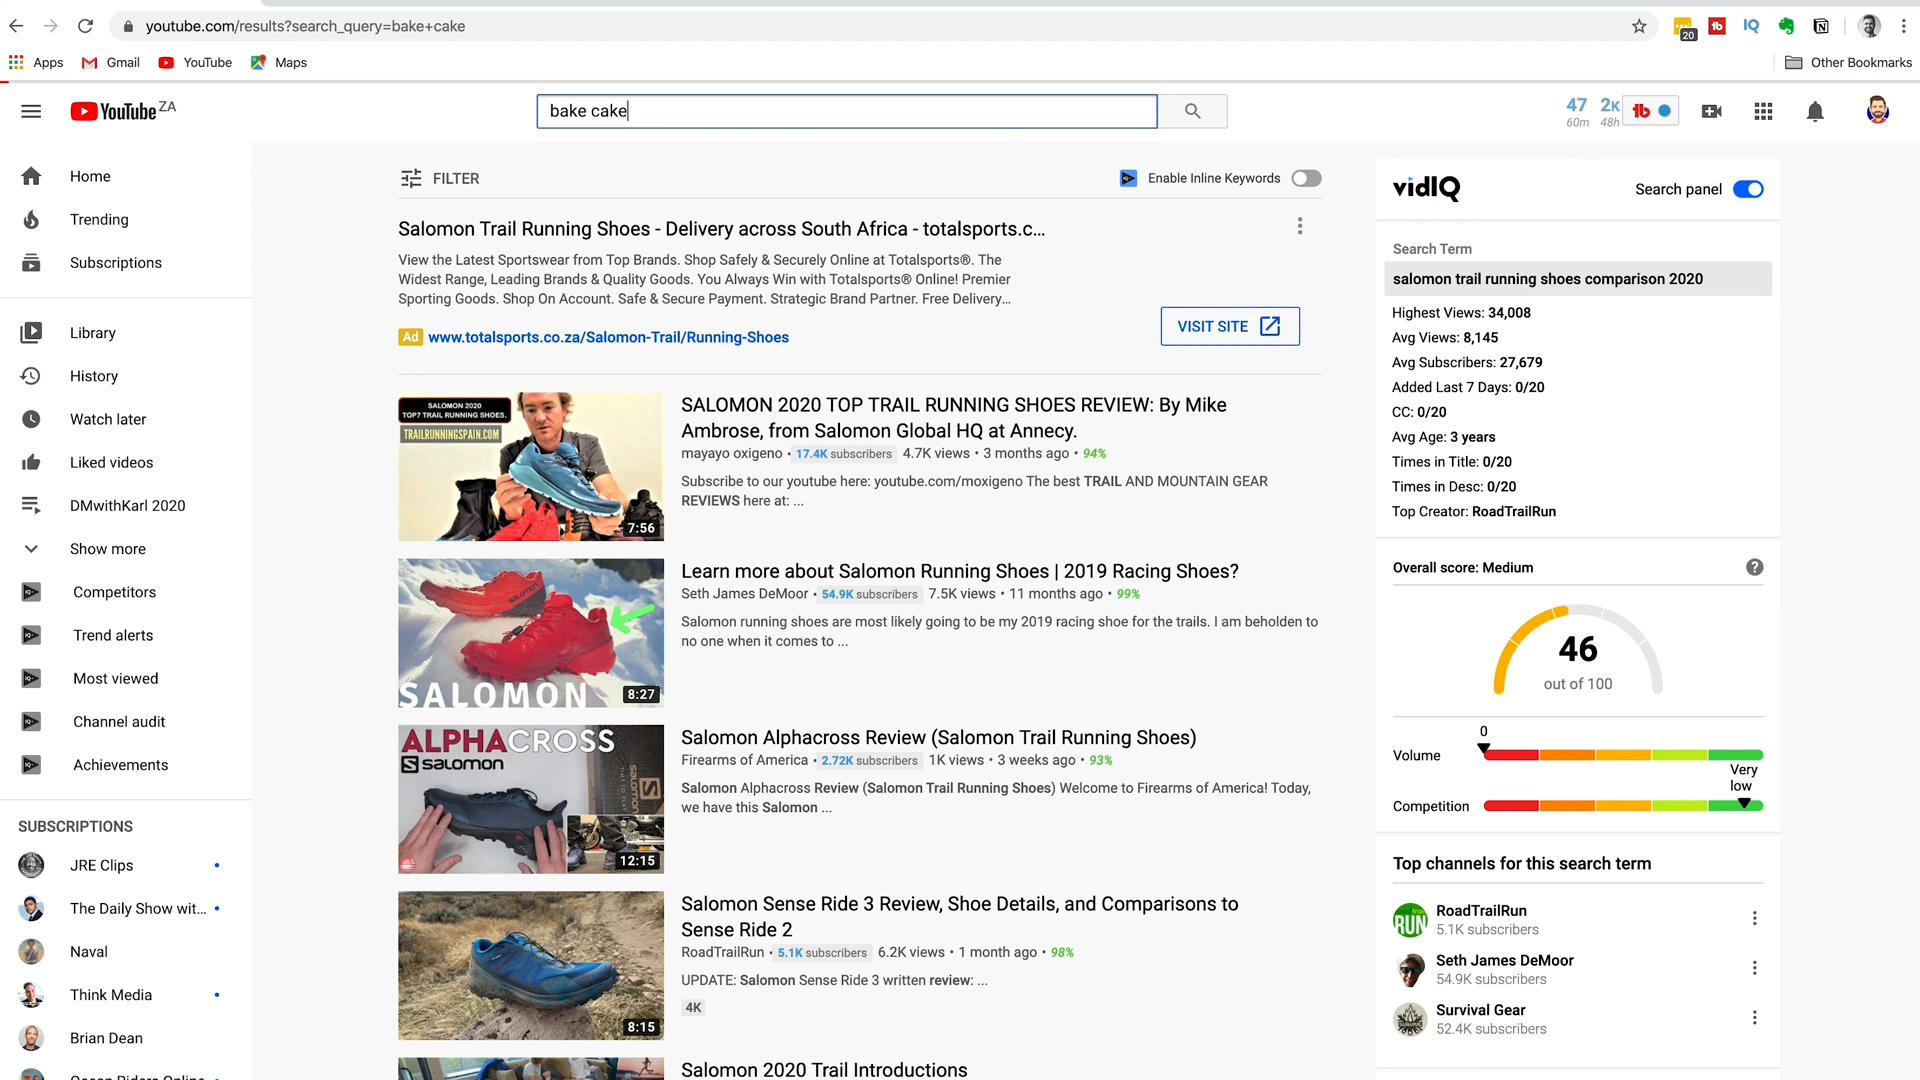 youtube.com/results?search_query=bake+cake
20
IQ
Apps
Gmail
YouTube
Maps
Other Bookmarks
YouTube ZA
bake cake
47 2K
60m 48h
Home
Trending
Subscriptions
Library
History
Watch later
Liked videos
DMwithKarl 2020
Show more
Competitors
Trend alerts
Most viewed
Channel audit
Achievements
SUBSCRIPTIONS
JRE Clips
The Daily Show wit...
Naval
Think Media
Brian Dean
FILTER
Enable Inline Keywords
Salomon Trail Running Shoes - Delivery across South Africa - totalsports.c...
View the Latest Sportswear from Top Brands. Shop Safely & Securely Online at Totalsports®. The
Widest Range, Leading Brands & Quality Goods. You Always Win with Totalsports® Online! Premier
Sporting Goods. Shop On Account. Safe & Secure Payment. Strategic Brand Partner. Free Delivery...
Ad www.totalsports.co.za/Salomon-Trail/Running-Shoes
VISIT SITE
SALOMON 2020
TOP7 TRAIL RUNNING SHOES.
TRAILRUNNINGSPAIN.COM
7:56
SALOMON 2020 TOP TRAIL RUNNING SHOES REVIEW: By Mike
Ambrose, from Salomon Global HQ at Annecy.
mayayo oxigeno • 17.4K subscribers 4.7K views • 3 months ago • 94%
Subscribe to our youtube here: youtube.com/moxigeno The best TRAIL AND MOUNTAIN GEAR
REVIEWS here at: ...
SALOMON
8:27
Learn more about Salomon Running Shoes | 2019 Racing Shoes?
Seth James DeMoor • 54.9K subscribers 7.5K views • 11 months ago • 99%
Salomon running shoes are most likely going to be my 2019 racing shoe for the trails. I am beholden to
no one when it comes to ...
ALPHACROSS
SALOMON
salomon
12:15
Salomon Alphacross Review (Salomon Trail Running Shoes)
Firearms of America • 2.72K subscribers 1K views • 3 weeks ago • 93%
Salomon Alphacross Review (Salomon Trail Running Shoes) Welcome to Firearms of America! Today,
we have this Salomon ...
8:15
Salomon Sense Ride 3 Review, Shoe Details, and Comparisons to
Sense Ride 2
RoadTrailRun • 5.1K subscribers 6.2K views • 1 month ago • 98%
UPDATE: Salomon Sense Ride 3 written review: ...
4K
Salomon 2020 Trail Introductions
vidIQ
Search panel
Search Term
salomon trail running shoes comparison 2020
Highest Views: 34,008
Avg Views: 8,145
Avg Subscribers: 27,679
Added Last 7 Days: 0/20
CC: 0/20
Avg Age: 3 years
Times in Title: 0/20
Times in Desc: 0/20
Top Creator: RoadTrailRun
Overall score: Medium
46
out of 100
0
Volume
Very
low
Competition
Top channels for this search term
RUN
RoadTrailRun
5.1K subscribers
Seth James DeMoor
54.9K subscribers
Survival Gear
52.4K subscribers